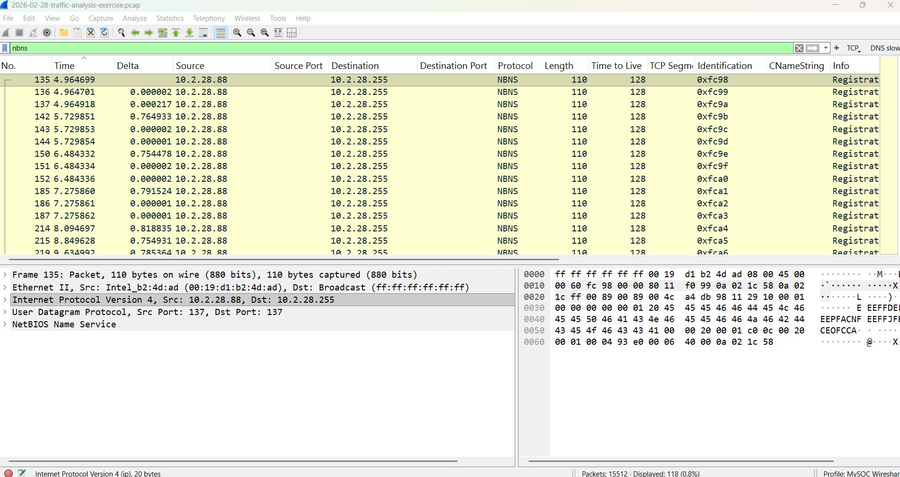 2026-02-28-traffic-analysis-exercise.pcap
File Edit View Go Capture Analyze Statistics Telephony Wireless Tools Help
nbns + TCP, DNS slow
No. Time Delta Source Source Port Destination Destination Port Protocol Length Time to Live TCP Segme Identification CNameString Info
135 4.964699 10.2.28.88 10.2.28.255 NBNS 110 128 0xfc98 Registrat
136 4.964701 0.000002 10.2.28.88 10.2.28.255 NBNS 110 128 0xfc99 Registrat
137 4.964918 0.000217 10.2.28.88 10.2.28.255 NBNS 110 128 0xfc9a Registrat
142 5.729851 0.764933 10.2.28.88 10.2.28.255 NBNS 110 128 0xfc9b Registrat
143 5.729853 0.000002 10.2.28.88 10.2.28.255 NBNS 110 128 0xfc9c Registrat
144 5.729854 0.000001 10.2.28.88 10.2.28.255 NBNS 110 128 0xfc9d Registrat
150 6.484332 0.754478 10.2.28.88 10.2.28.255 NBNS 110 128 0xfc9e Registrat
151 6.484334 0.000002 10.2.28.88 10.2.28.255 NBNS 110 128 0xfc9f Registrat
152 6.484336 0.000002 10.2.28.88 10.2.28.255 NBNS 110 128 0xfca0 Registrat
185 7.275860 0.791524 10.2.28.88 10.2.28.255 NBNS 110 128 0xfca1 Registrat
186 7.275861 0.000001 10.2.28.88 10.2.28.255 NBNS 110 128 0xfca2 Registrat
187 7.275862 0.000001 10.2.28.88 10.2.28.255 NBNS 110 128 0xfca3 Registrat
214 8.094697 0.818835 10.2.28.88 10.2.28.255 NBNS 110 128 0xfca4 Registrat
215 8.849628 0.754931 10.2.28.88 10.2.28.255 NBNS 110 128 0xfca5 Registrat
219 9.634992 0.785364 10.2.28.88 10.2.28.255 NBNS 110 128 0xfca6 Registrat
Frame 135: Packet, 110 bytes on wire (880 bits), 110 bytes captured (880 bits)
Ethernet II, Src: Intel_b2:4d:ad (00:19:d1:b2:4d:ad), Dst: Broadcast (ff:ff:ff:ff:ff:ff)
Internet Protocol Version 4, Src: 10.2.28.88, Dst: 10.2.28.255
User Datagram Protocol, Src Port: 137, Dst Port: 137
NetBIOS Name Service
0000 ff ff ff ff ff ff 00 19 d1 b2 4d ad 08 00 45 00 ········ ··M···E·
0010 00 60 fc 98 00 00 80 11 f0 99 0a 02 1c 58 0a 02 ·`······ ·····X··
0020 1c ff 00 89 00 89 00 4c c4 a4 db 98 11 29 10 00 01 ·······L ·····)··
0030 00 00 00 00 00 01 20 45 45 45 46 46 44 45 4c 46 ······ E EEFFDELF
0040 45 45 50 46 41 43 4e 46 45 45 46 46 4a 46 42 44 EEPFACNF EEFFJFBD
0050 43 45 4f 46 43 43 41 00 00 20 00 01 c0 0c 00 20 CEOFCCA· · ·····
0060 00 01 00 04 93 e0 00 06 40 00 0a 02 1c 58 ········ @····X
Internet Protocol Version 4 (ip), 20 bytes
Packets: 15512 · Displayed: 118 (0.8%)
Profile: MySOC Wireshar